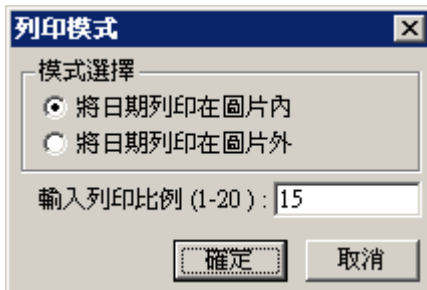 列印模式
模式選擇
將日期列印在圖片內
將日期列印在圖片外
輸入列印比例 (1-20 ) : 15
確定 取消